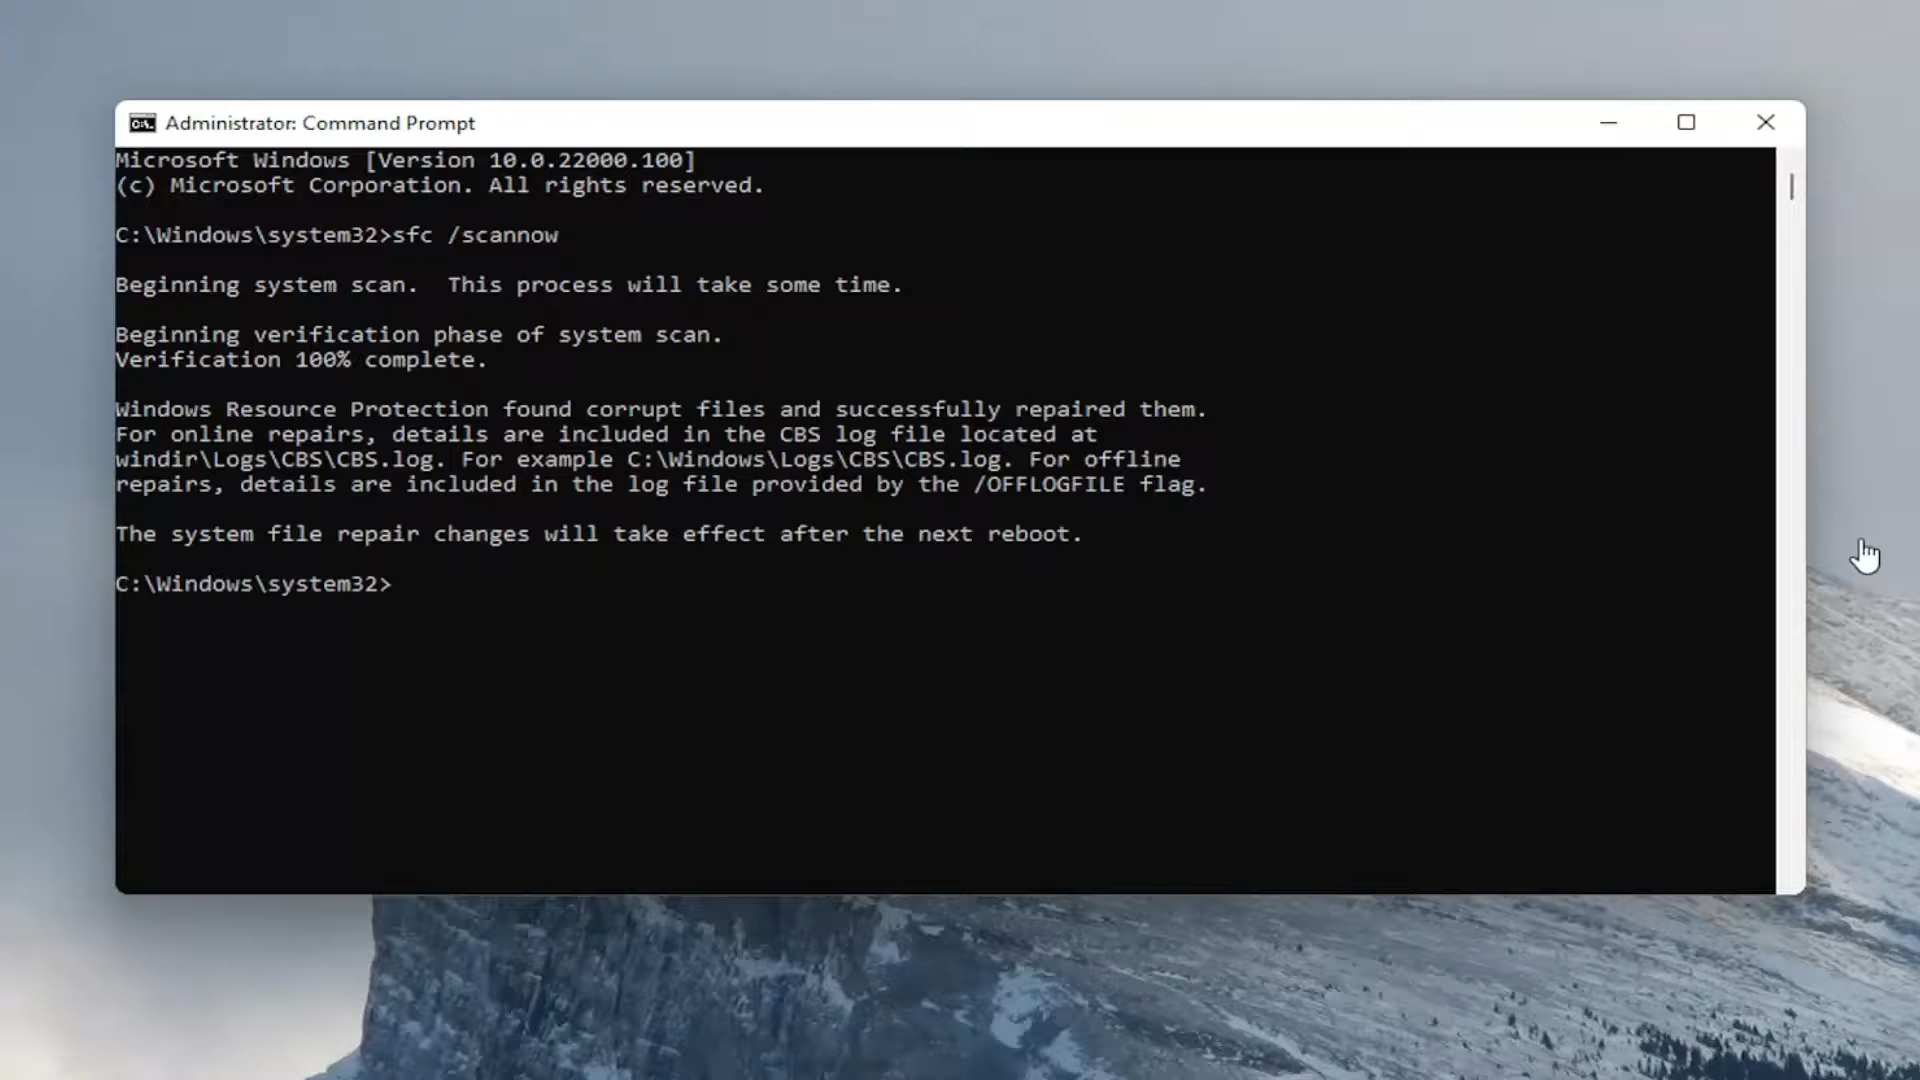 Administrator: Command Prompt
Microsoft Windows [Version 10.0.22000.100]
(c) Microsoft Corporation. All rights reserved.
C:\Windows\system32>sfc /scannow
Beginning system scan.  This process will take some time.
Beginning verification phase of system scan.
Verification 100% complete.
Windows Resource Protection found corrupt files and successfully repaired them.
For online repairs, details are included in the CBS log file located at
windir\Logs\CBS\CBS.log. For example C:\Windows\Logs\CBS\CBS.log. For offline
repairs, details are included in the log file provided by the /OFFLOGFILE flag.
The system file repair changes will take effect after the next reboot.
C:\Windows\system32>